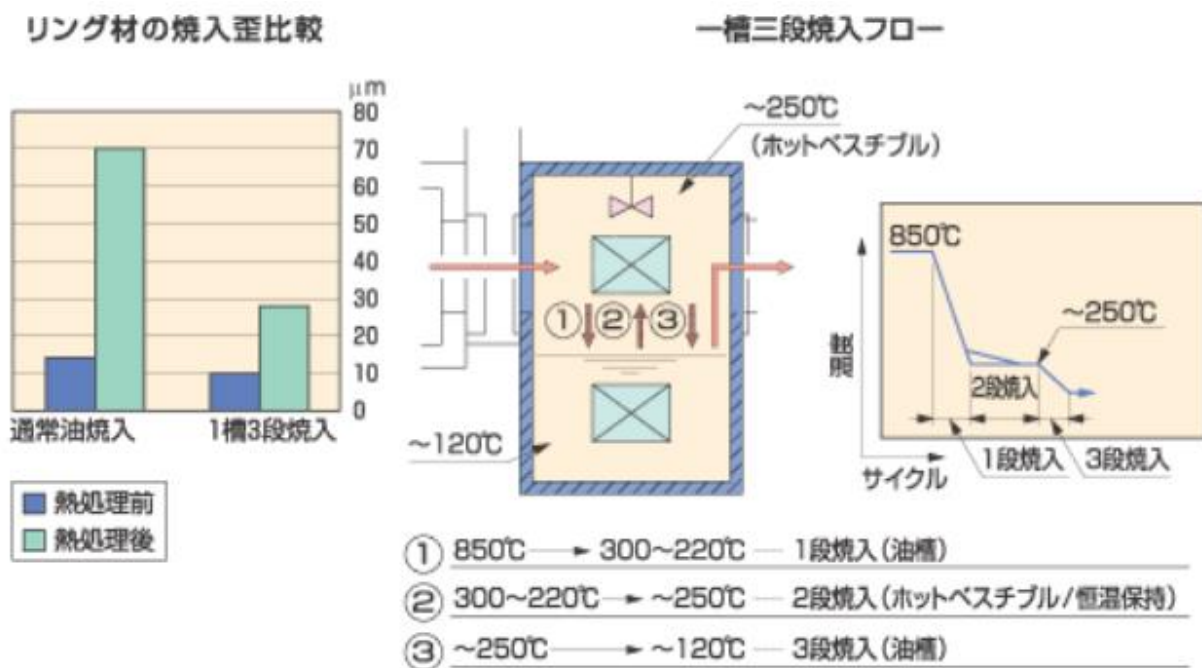 リング材の焼入歪比較
μm
80
70
60
50
40
30
20
10
0
通常油焼入
1槽3段焼入
熱処理前
熱処理後
一槽三段焼入フロー
~250℃
(ホットベスチブル)
① ② ③
~120℃
850℃
~250℃
温度
2段焼入
サイクル
1段焼入
3段焼入
① 850℃ → 300~220℃ ― 1段焼入(油槽)
② 300~220℃ → ~250℃ ― 2段焼入(ホットベスチブル/恒温保持)
③ ~250℃ → ~120℃ 3段焼入(油槽)